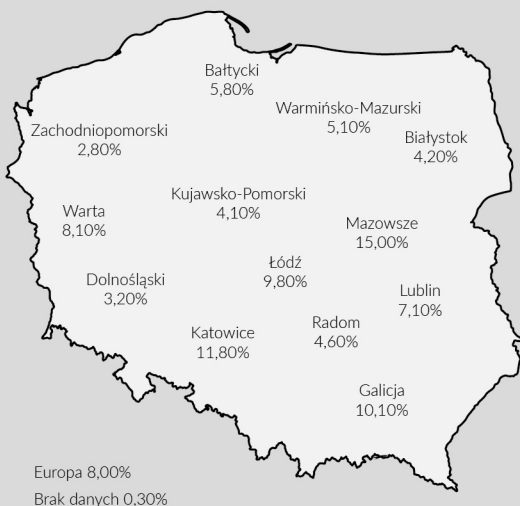 Bałtycki
5,80%
Warmińsko-Mazurski
5,10%
Białystok
4,20%
Zachodniopomorski
2,80%
Kujawsko-Pomorski
4,10%
Warta
8,10%
Mazowsze
15,00%
Łódź
9,80%
Dolnośląski
3,20%
Lublin
7,10%
Katowice
11,80%
Radom
4,60%
Galicja
10,10%
Europa 8,00%
Brak danych 0,30%